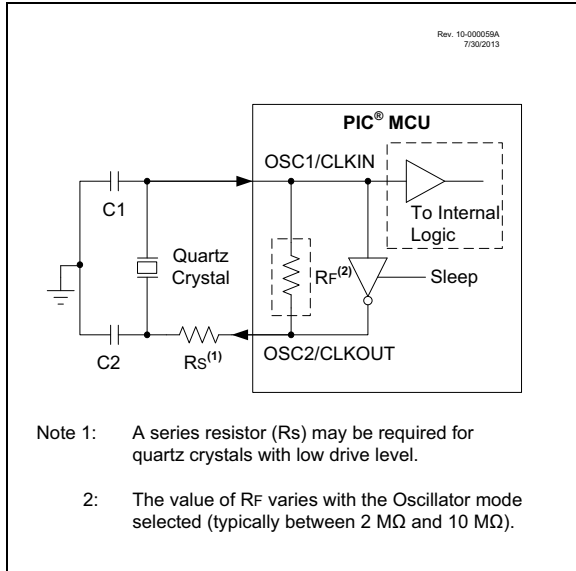 Rev. 10-000059A
7/30/2013
PIC® MCU
OSC1/CLKIN
C1
To Internal
Logic
Quartz
Crystal
RF(2)
Sleep
C2
RS(1)
OSC2/CLKOUT
Note 1: A series resistor (Rs) may be required for
quartz crystals with low drive level.
2: The value of RF varies with the Oscillator mode
selected (typically between 2 MΩ and 10 MΩ).